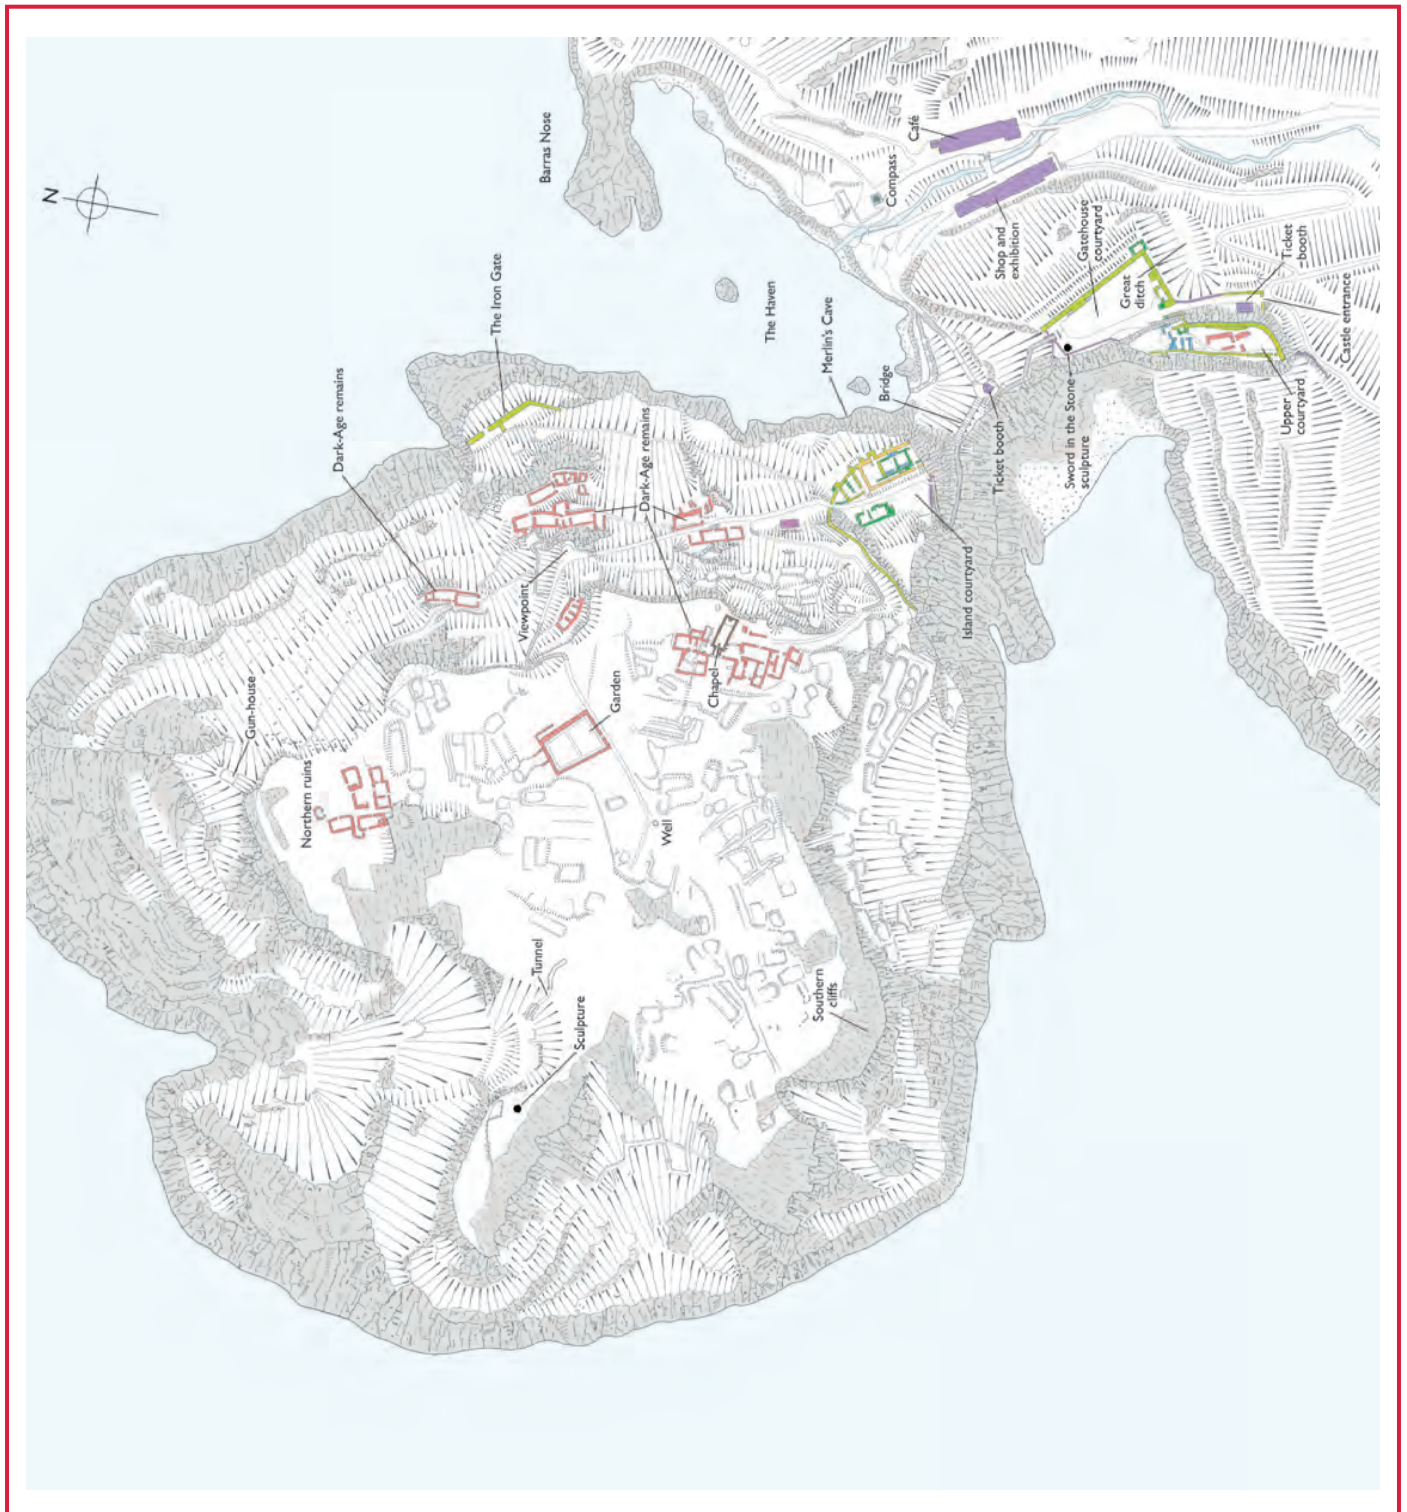 N
Barras Nose
Café
Compass
Shop and
exhibition
Gatehouse
courtyard
Great
ditch
Ticket
booth
Castle entrance
Upper
courtyard
The Iron Gate
The Haven
Merlin's Cave
Bridge
Ticket booth
Sword in the Stone
sculpture
Dark-Age remains
Dark-Age remains
Island courtyard
Viewpoint
Chapel
Garden
Gun-house
Northern ruins
Well
Tunnel
Sculpture
Southern
cliffs